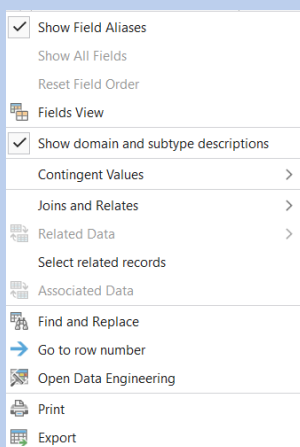 Show Field Aliases
Show All Fields
Reset Field Order
Fields View
Show domain and subtype descriptions
Contingent Values
Joins and Relates
Related Data
Select related records
Associated Data
Find and Replace
Go to row number
Open Data Engineering
Print
Export